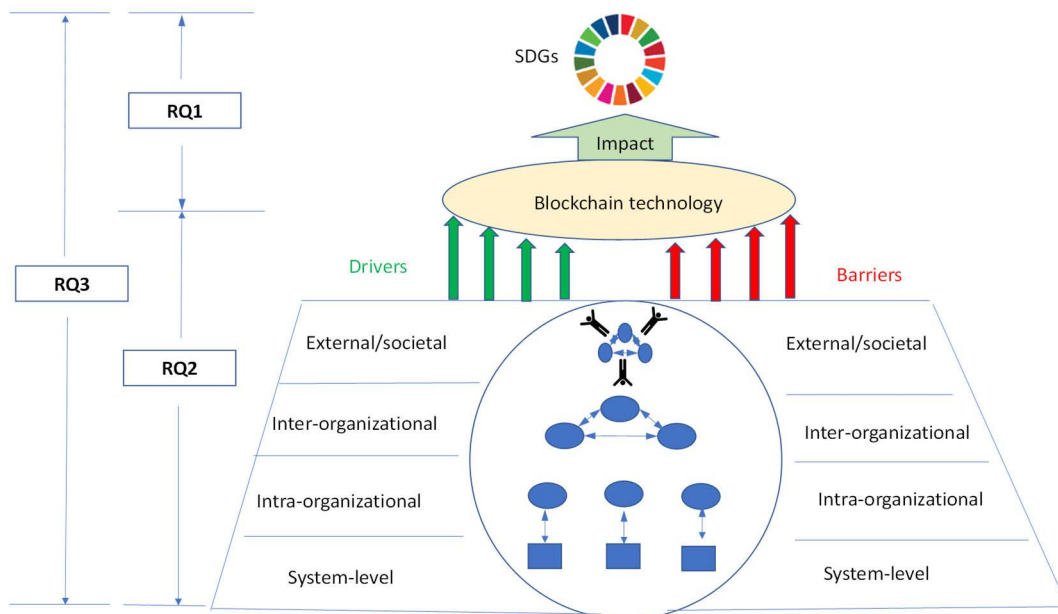 SDGs
RQ1
Impact
Blockchain technology
RQ3
Drivers
Barriers
RQ2
External/societal
External/societal
Inter-organizational
Inter-organizational
Intra-organizational
Intra-organizational
System-level
System-level